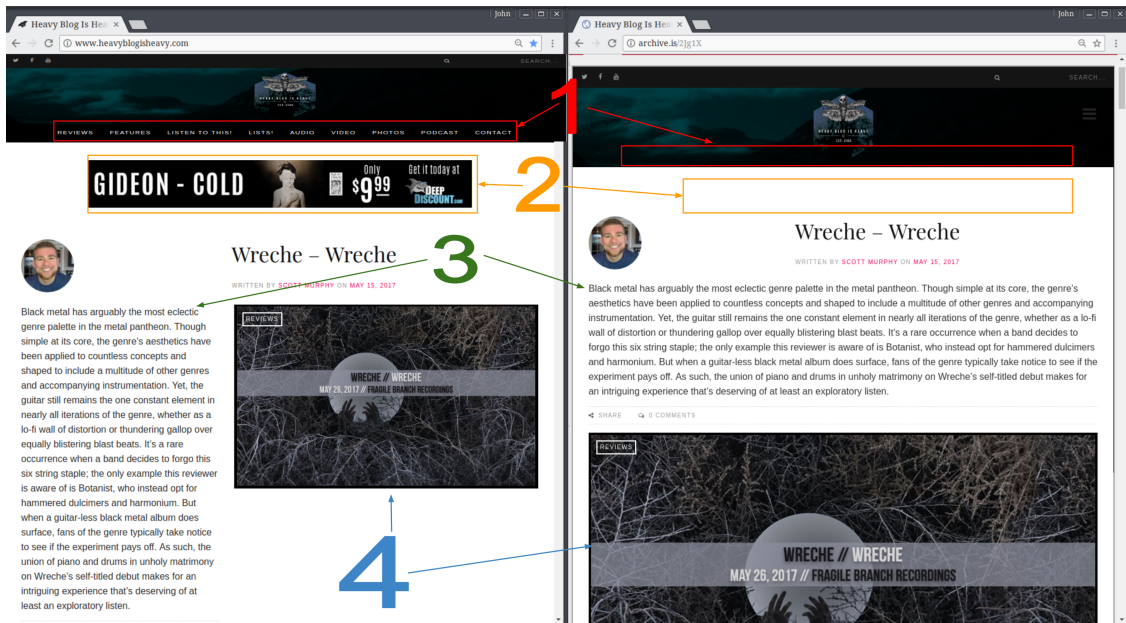 John
Heavy Blog Is Hea
www.heavyblogisheavy.com
SEARCH...
HEAVY BLOG IS HEAVY
EST. 2006
REVIEWS FEATURES LISTEN TO THIS! LISTS! AUDIO VIDEO PHOTOS PODCAST CONTACT
1
GIDEON - COLD
Only
$9.99
Get it today at
DEEP
DISCOUNT.com
2
3
Wreche – Wreche
WRITTEN BY SCOTT MURPHY ON MAY 15, 2017
Black metal has arguably the most eclectic
genre palette in the metal pantheon. Though
simple at its core, the genre's aesthetics have
been applied to countless concepts and
shaped to include a multitude of other genres
and accompanying instrumentation. Yet, the
guitar still remains the one constant element in
nearly all iterations of the genre, whether as a
lo-fi wall of distortion or thundering gallop over
equally blistering blast beats. It's a rare
occurrence when a band decides to forgo this
six string staple; the only example this reviewer
is aware of is Botanist, who instead opt for
hammered dulcimers and harmonium. But
when a guitar-less black metal album does
surface, fans of the genre typically take notice
to see if the experiment pays off. As such, the
union of piano and drums in unholy matrimony
on Wreche's self-titled debut makes for an
intriguing experience that's deserving of at
least an exploratory listen.
REVIEWS
WRECHE // WRECHE
MAY 26, 2017 // FRAGILE BRANCH RECORDINGS
4
John
Heavy Blog Is Hea
archive.is/2Jg1X
SEARCH...
HEAVY BLOG IS HEAVY
EST. 2006
Wreche – Wreche
WRITTEN BY SCOTT MURPHY ON MAY 15, 2017
Black metal has arguably the most eclectic genre palette in the metal pantheon. Though simple at its core, the genre's
aesthetics have been applied to countless concepts and shaped to include a multitude of other genres and accompanying
instrumentation. Yet, the guitar still remains the one constant element in nearly all iterations of the genre, whether as a lo-fi
wall of distortion or thundering gallop over equally blistering blast beats. It's a rare occurrence when a band decides to
forgo this six string staple; the only example this reviewer is aware of is Botanist, who instead opt for hammered dulcimers
and harmonium. But when a guitar-less black metal album does surface, fans of the genre typically take notice to see if the
experiment pays off. As such, the union of piano and drums in unholy matrimony on Wreche's self-titled debut makes for
an intriguing experience that's deserving of at least an exploratory listen.
SHARE 0 COMMENTS
REVIEWS
WRECHE // WRECHE
MAY 26, 2017 // FRAGILE BRANCH RECORDINGS